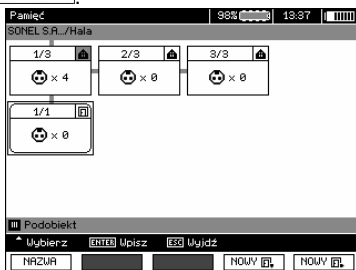 Pamięć 98% 13:37
SONEL S.A../Hala
1/3 2/3 3/3
× 4 × 0 × 0
1/1
× 0
Podobiekt
Wybierz ENTER Wpisz ESC Wyjdź
NAZWA NOWY NOWY